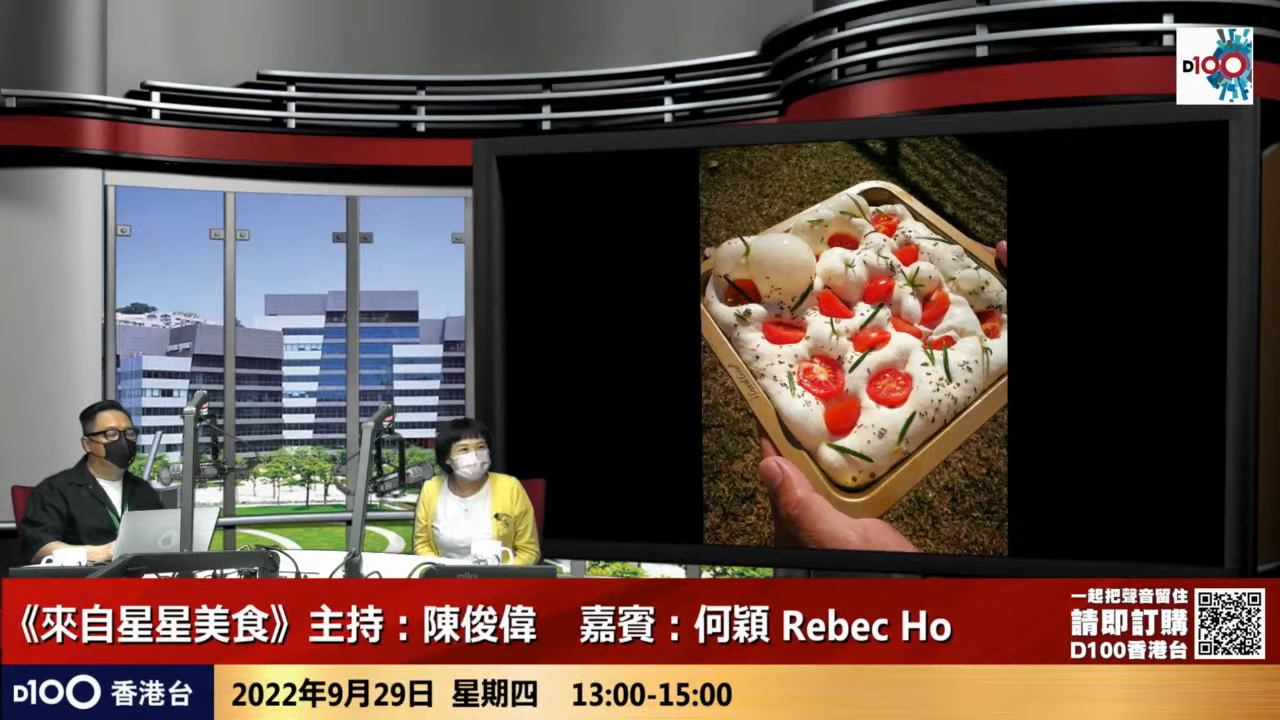 D100
《來自星星美食》主持：陳俊偉 嘉賓：何穎 Rebec Ho
一起把聲音留住
請即訂購
D100香港台
D100 香港台
2022年9月29日 星期四 13:00-15:00